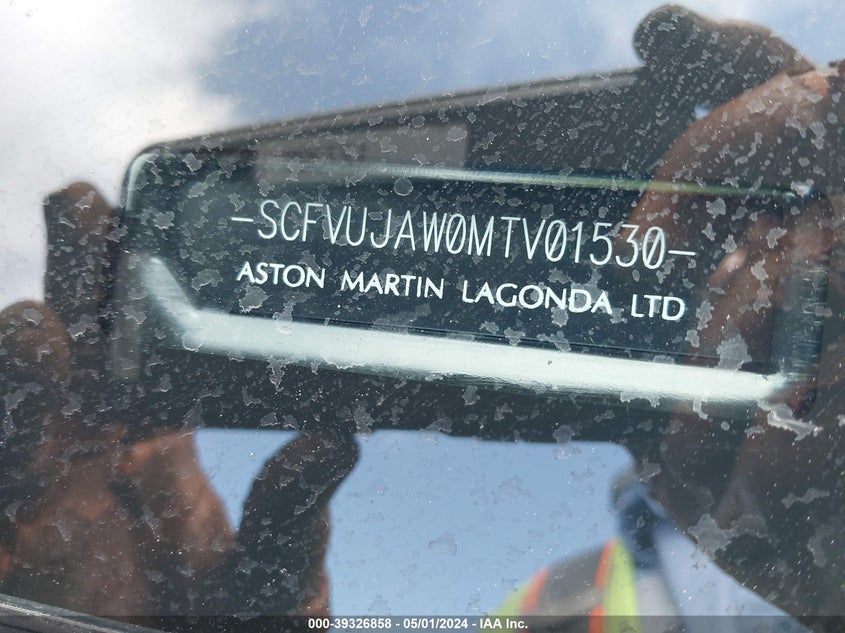 -SCFVUJAW0MTV01530-
ASTON MARTIN LAGONDA LTD
000-39326858 - 05/01/2024 - IAA Inc.